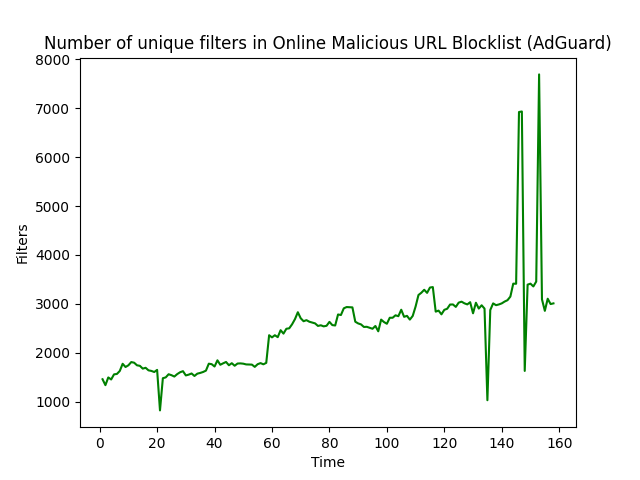 Number of unique filters in Online Malicious URL Blocklist (AdGuard)
8000
7000
6000
5000
4000
3000
2000
1000
Filters
0 20 40 60 80 100 120 140 160
Time